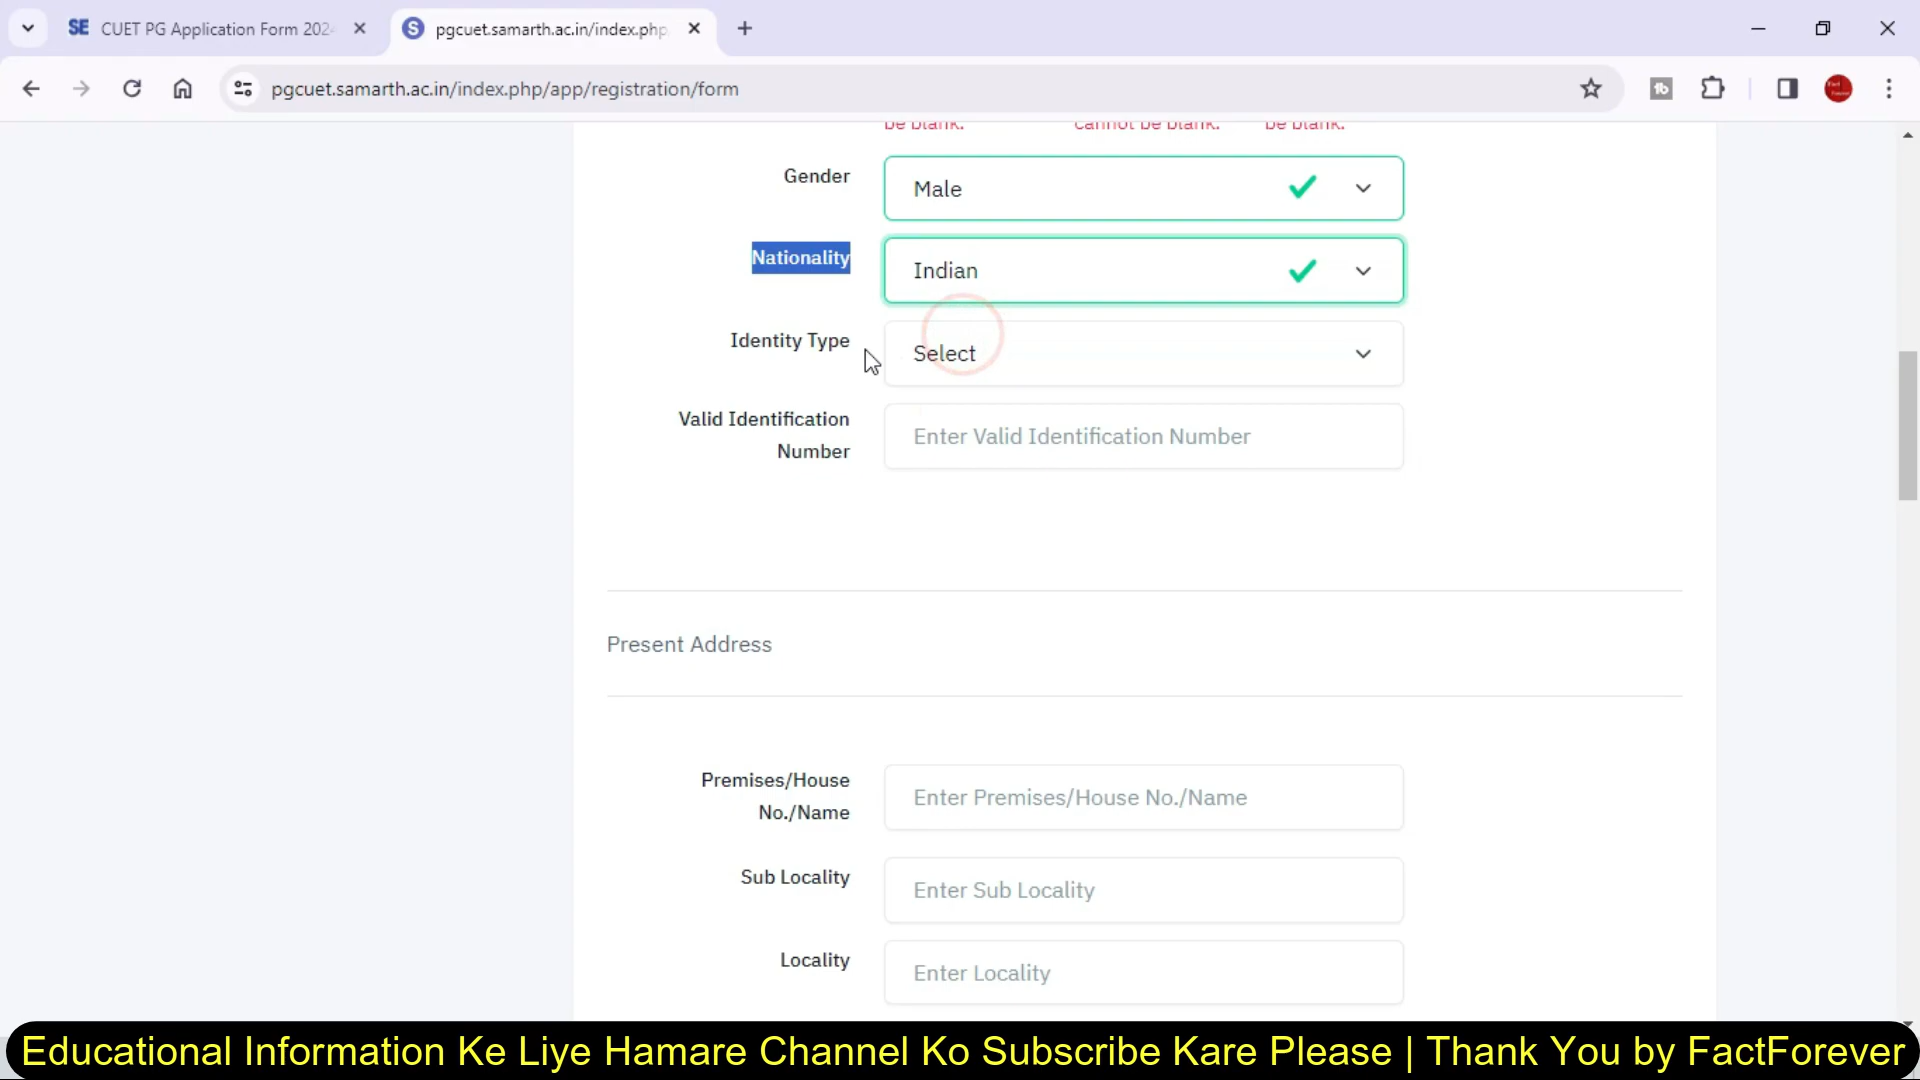 SE CUET PG Application Form 2024
pgcuet.samarth.ac.in/index.php
pgcuet.samarth.ac.in/index.php/app/registration/form
be blank. cannot be blank. be blank.
Gender
Male
Nationality
Indian
Identity Type
Select
Valid Identification
Number
Enter Valid Identification Number
Present Address
Premises/House
No./Name
Enter Premises/House No./Name
Sub Locality
Enter Sub Locality
Locality
Enter Locality
Educational Information Ke Liye Hamare Channel Ko Subscribe Kare Please | Thank You by FactForever